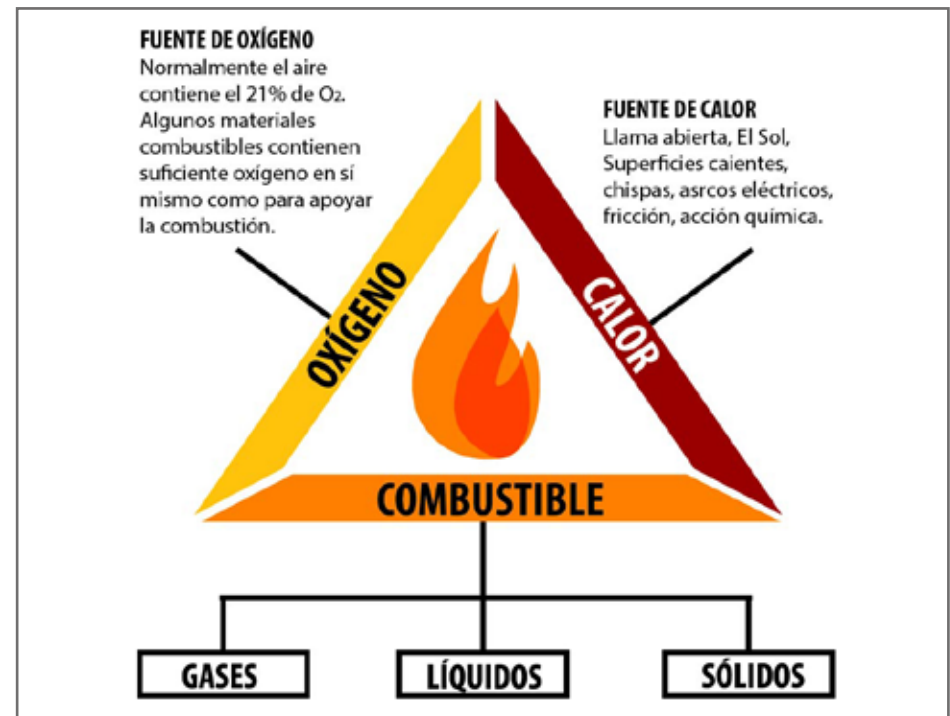 FUENTE DE OXÍGENO
Normalmente el aire
contiene el 21% de O₂.
Algunos materiales
combustibles contienen
suficiente oxígeno en sí
mismo como para apoyar
la combustión.
FUENTE DE CALOR
Llama abierta, El Sol,
Superficies caientes,
chispas, asrcos eléctricos,
fricción, acción química.
OXÍGENO
CALOR
COMBUSTIBLE
GASES
LÍQUIDOS
SÓLIDOS